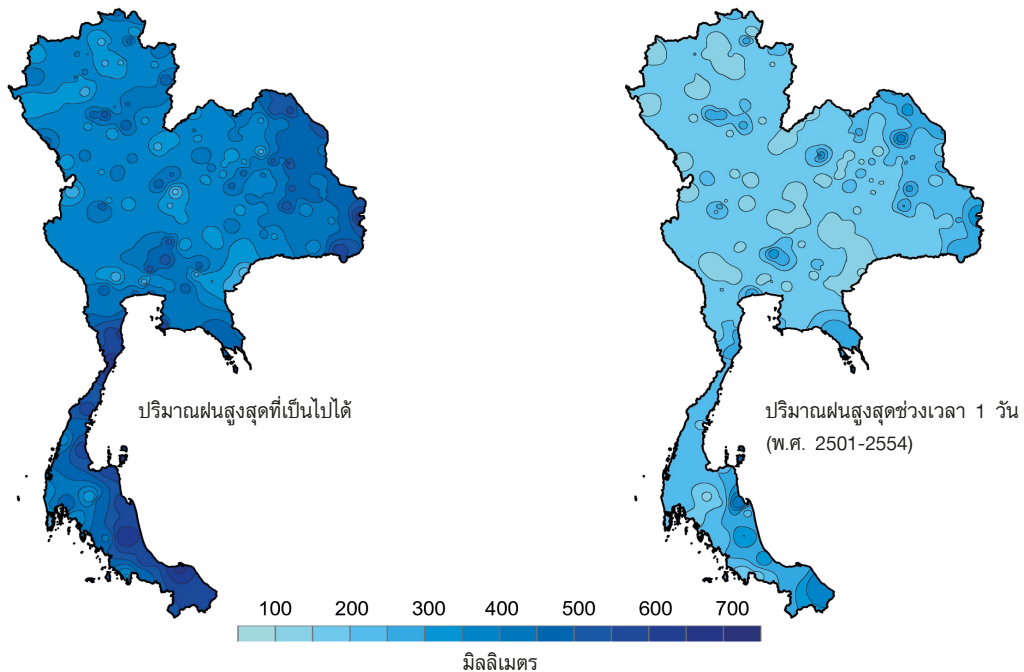 ปริมาณฝนสูงสุดที่เป็นไปได้
ปริมาณฝนสูงสุดช่วงเวลา 1 วัน
(พ.ศ. 2501-2554)
100 200 300 400 500 600 700
มิลลิเมตร